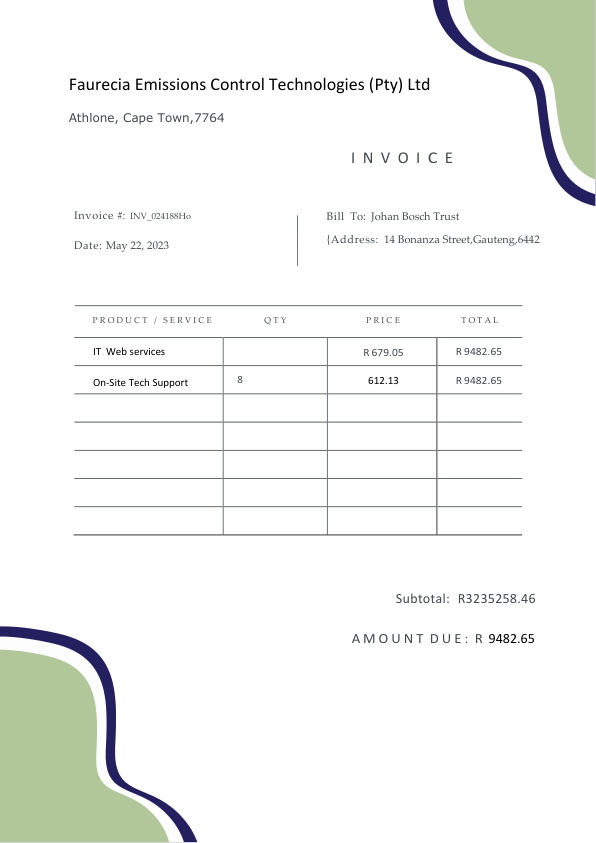 Faurecia Emissions Control Technologies (Pty) Ltd
Athlone, Cape Town,7764
INVOICE
Invoice #: INV_024188Ho
Bill To: Johan Bosch Trust
{Address: 14 Bonanza Street,Gauteng,6442
Date: May 22, 2023
PRODUCT / SERVICE QTY PRICE TOTAL
IT Web services R 679.05 R 9482.65
On-Site Tech Support 8 612.13 R 9482.65
Subtotal: R3235258.46
AMOUNT DUE: R 9482.65